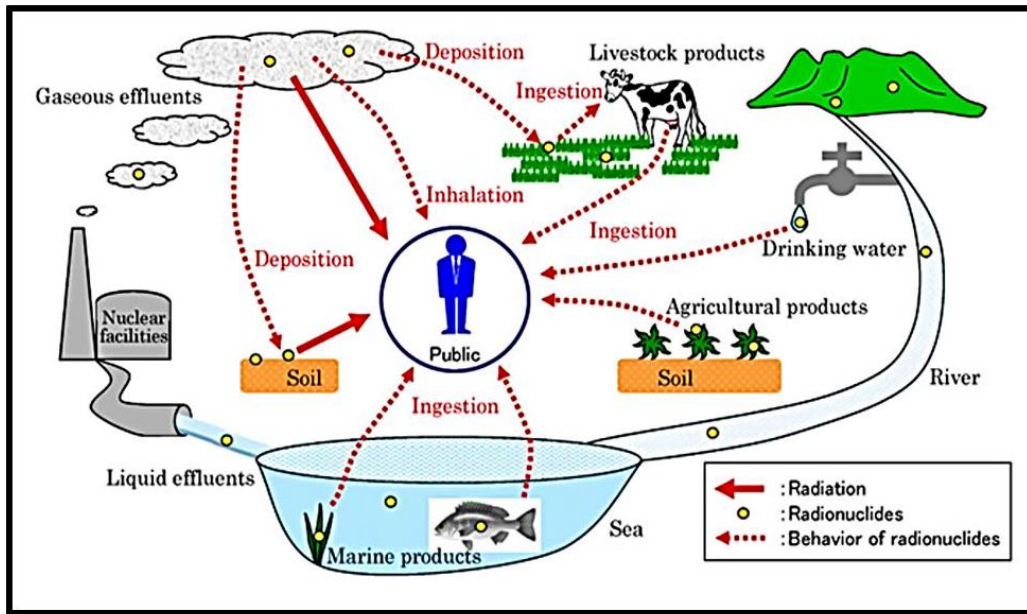 Deposition
Livestock products
Gaseous effluents
Ingestion
Inhalation
Ingestion
Drinking water
Deposition
Agricultural products
Nuclear
facilities
Public
Soil
Soil
River
Ingestion
Liquid effluents
Sea
Marine products
:Radiation
:Radionuclides
:Behavior of radionuclides